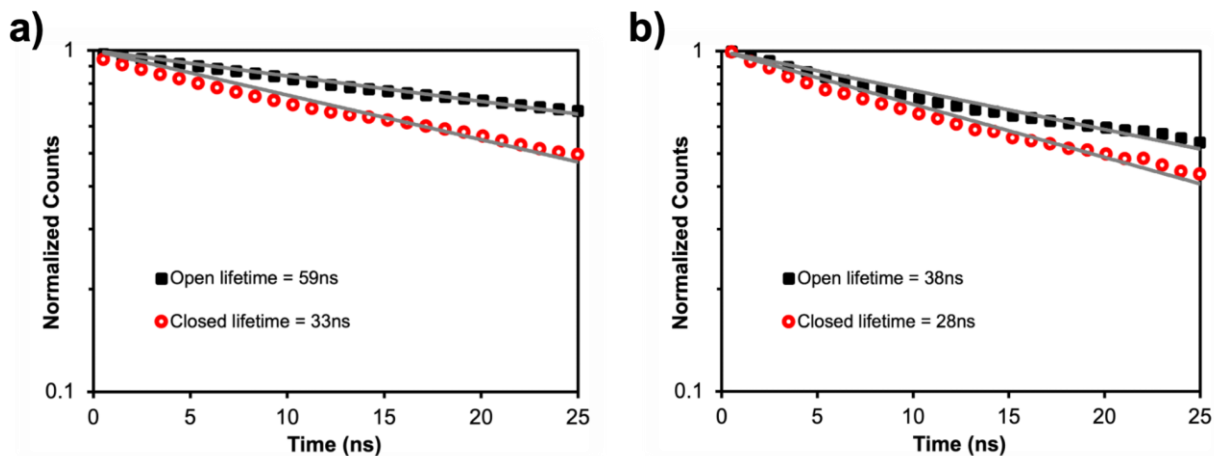 a)
Normalized Counts
1
0.1
Open lifetime = 59ns
Closed lifetime = 33ns
0 5 10 15 20 25
Time (ns)
b)
Normalized Counts
1
0.1
Open lifetime = 38ns
Closed lifetime = 28ns
0 5 10 15 20 25
Time (ns)